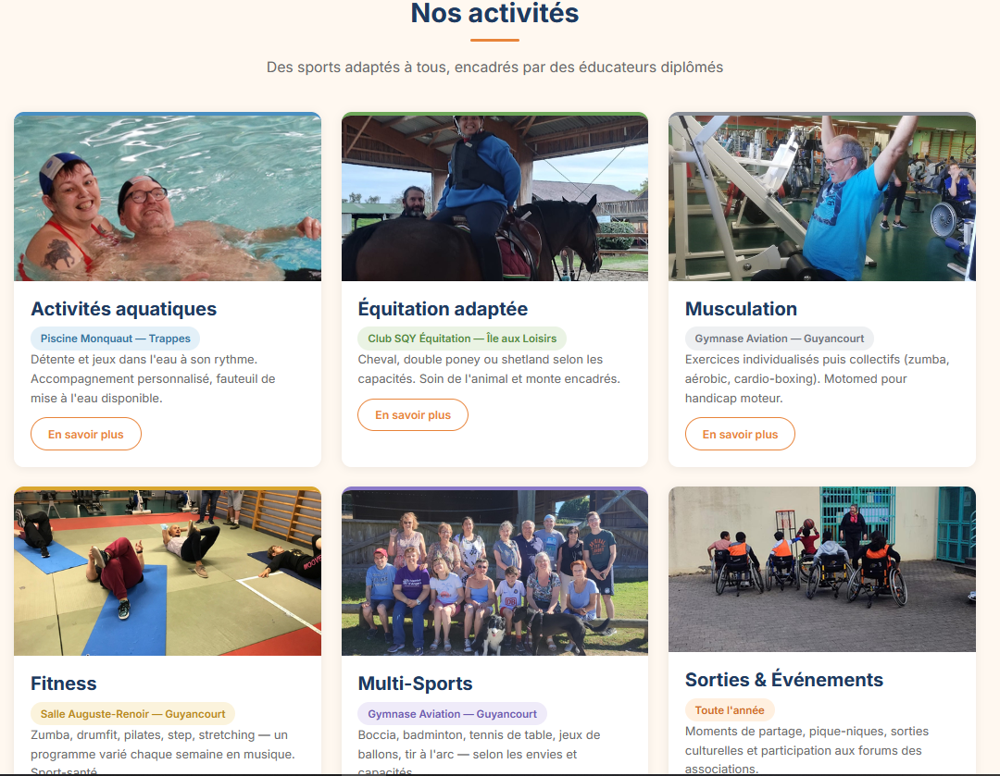 Nos activités
Des sports adaptés à tous, encadrés par des éducateurs diplômés
Activités aquatiques
Piscine Monquaut — Trappes
Détente et jeux dans l'eau à son rythme.
Accompagnement personnalisé, fauteuil de
mise à l'eau disponible.
En savoir plus
Équitation adaptée
Club SQY Équitation — Île aux Loisirs
Cheval, double poney ou shetland selon les
capacités. Soin de l'animal et monte encadrés.
En savoir plus
Musculation
Gymnase Aviation — Guyancourt
Exercices individualisés puis collectifs (zumba,
aérobic, cardio-boxing). Motomed pour
handicap moteur.
En savoir plus
Fitness
Salle Auguste-Renoir — Guyancourt
Zumba, drumfit, pilates, step, stretching — un
programme varié chaque semaine en musique.
Sport-santé
Multi-Sports
Gymnase Aviation — Guyancourt
Boccia, badminton, tennis de table, jeux de
ballons, tir à l'arc — selon les envies et
capacités
Sorties & Événements
Toute l'année
Moments de partage, pique-niques, sorties
culturelles et participation aux forums des
associations.